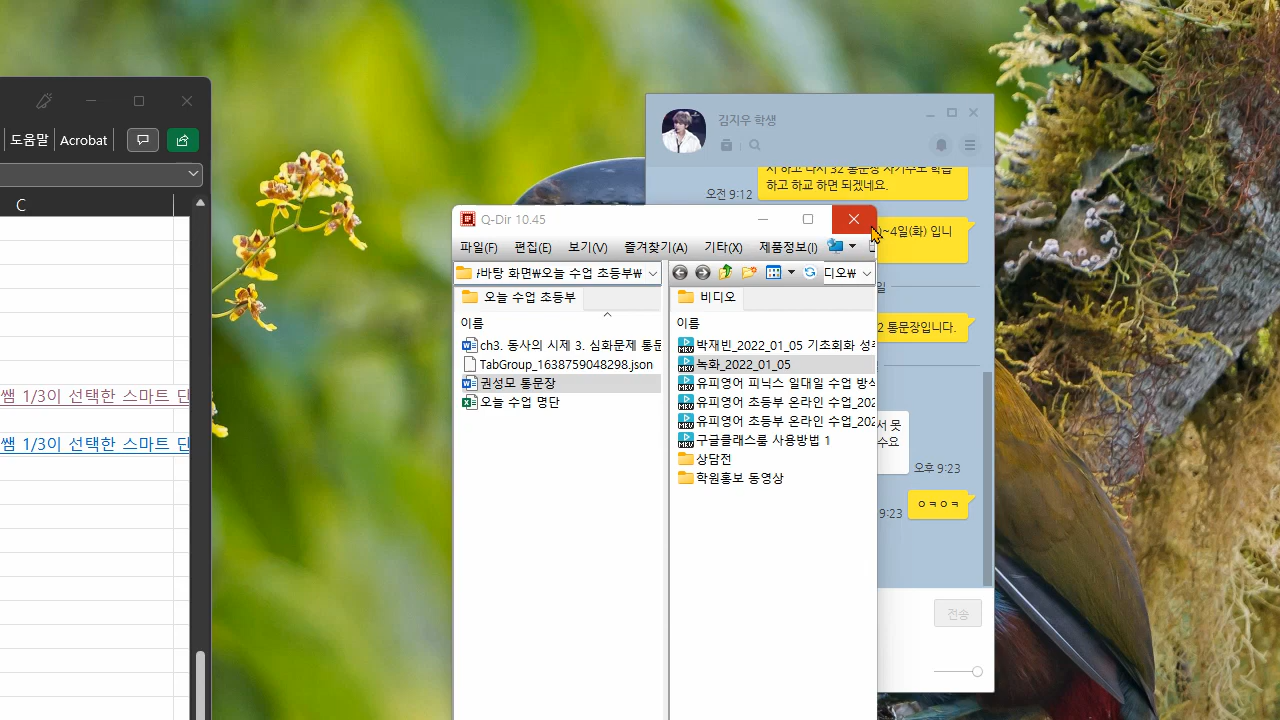 도움말
Acrobat
C
쌤 1/3이 선택한 스마트 단
쌤 1/3이 선택한 스마트 단
김지우 학생
하고 하교 하면 되겠네요.
오전 9:12
)~4일(화) 입니
일
2 통문장입니다.
서 못
수요
오후 9:23
9:23
ㅇㅋㅇㅋ
전송
Q-Dir 10.45
파일(F)
편집(E)
보기(V)
즐겨찾기(A)
기타(X)
제품정보(I)
바탕 화면₩오늘 수업 초등부₩
디오₩
오늘 수업 초등부
이름
ch3. 동사의 시제 3. 심화문제 통문
TabGroup_1638759048298.json
권성모 통문장
오늘 수업 명단
비디오
이름
박재빈_2022_01_05 기초회화 성취
녹화_2022_01_05
유피영어 피닉스 일대일 수업 방식
유피영어 초등부 온라인 수업_202
유피영어 초등부 온라인 수업_202
구글클래스룸 사용방법 1
상담전
학원홍보 동영상